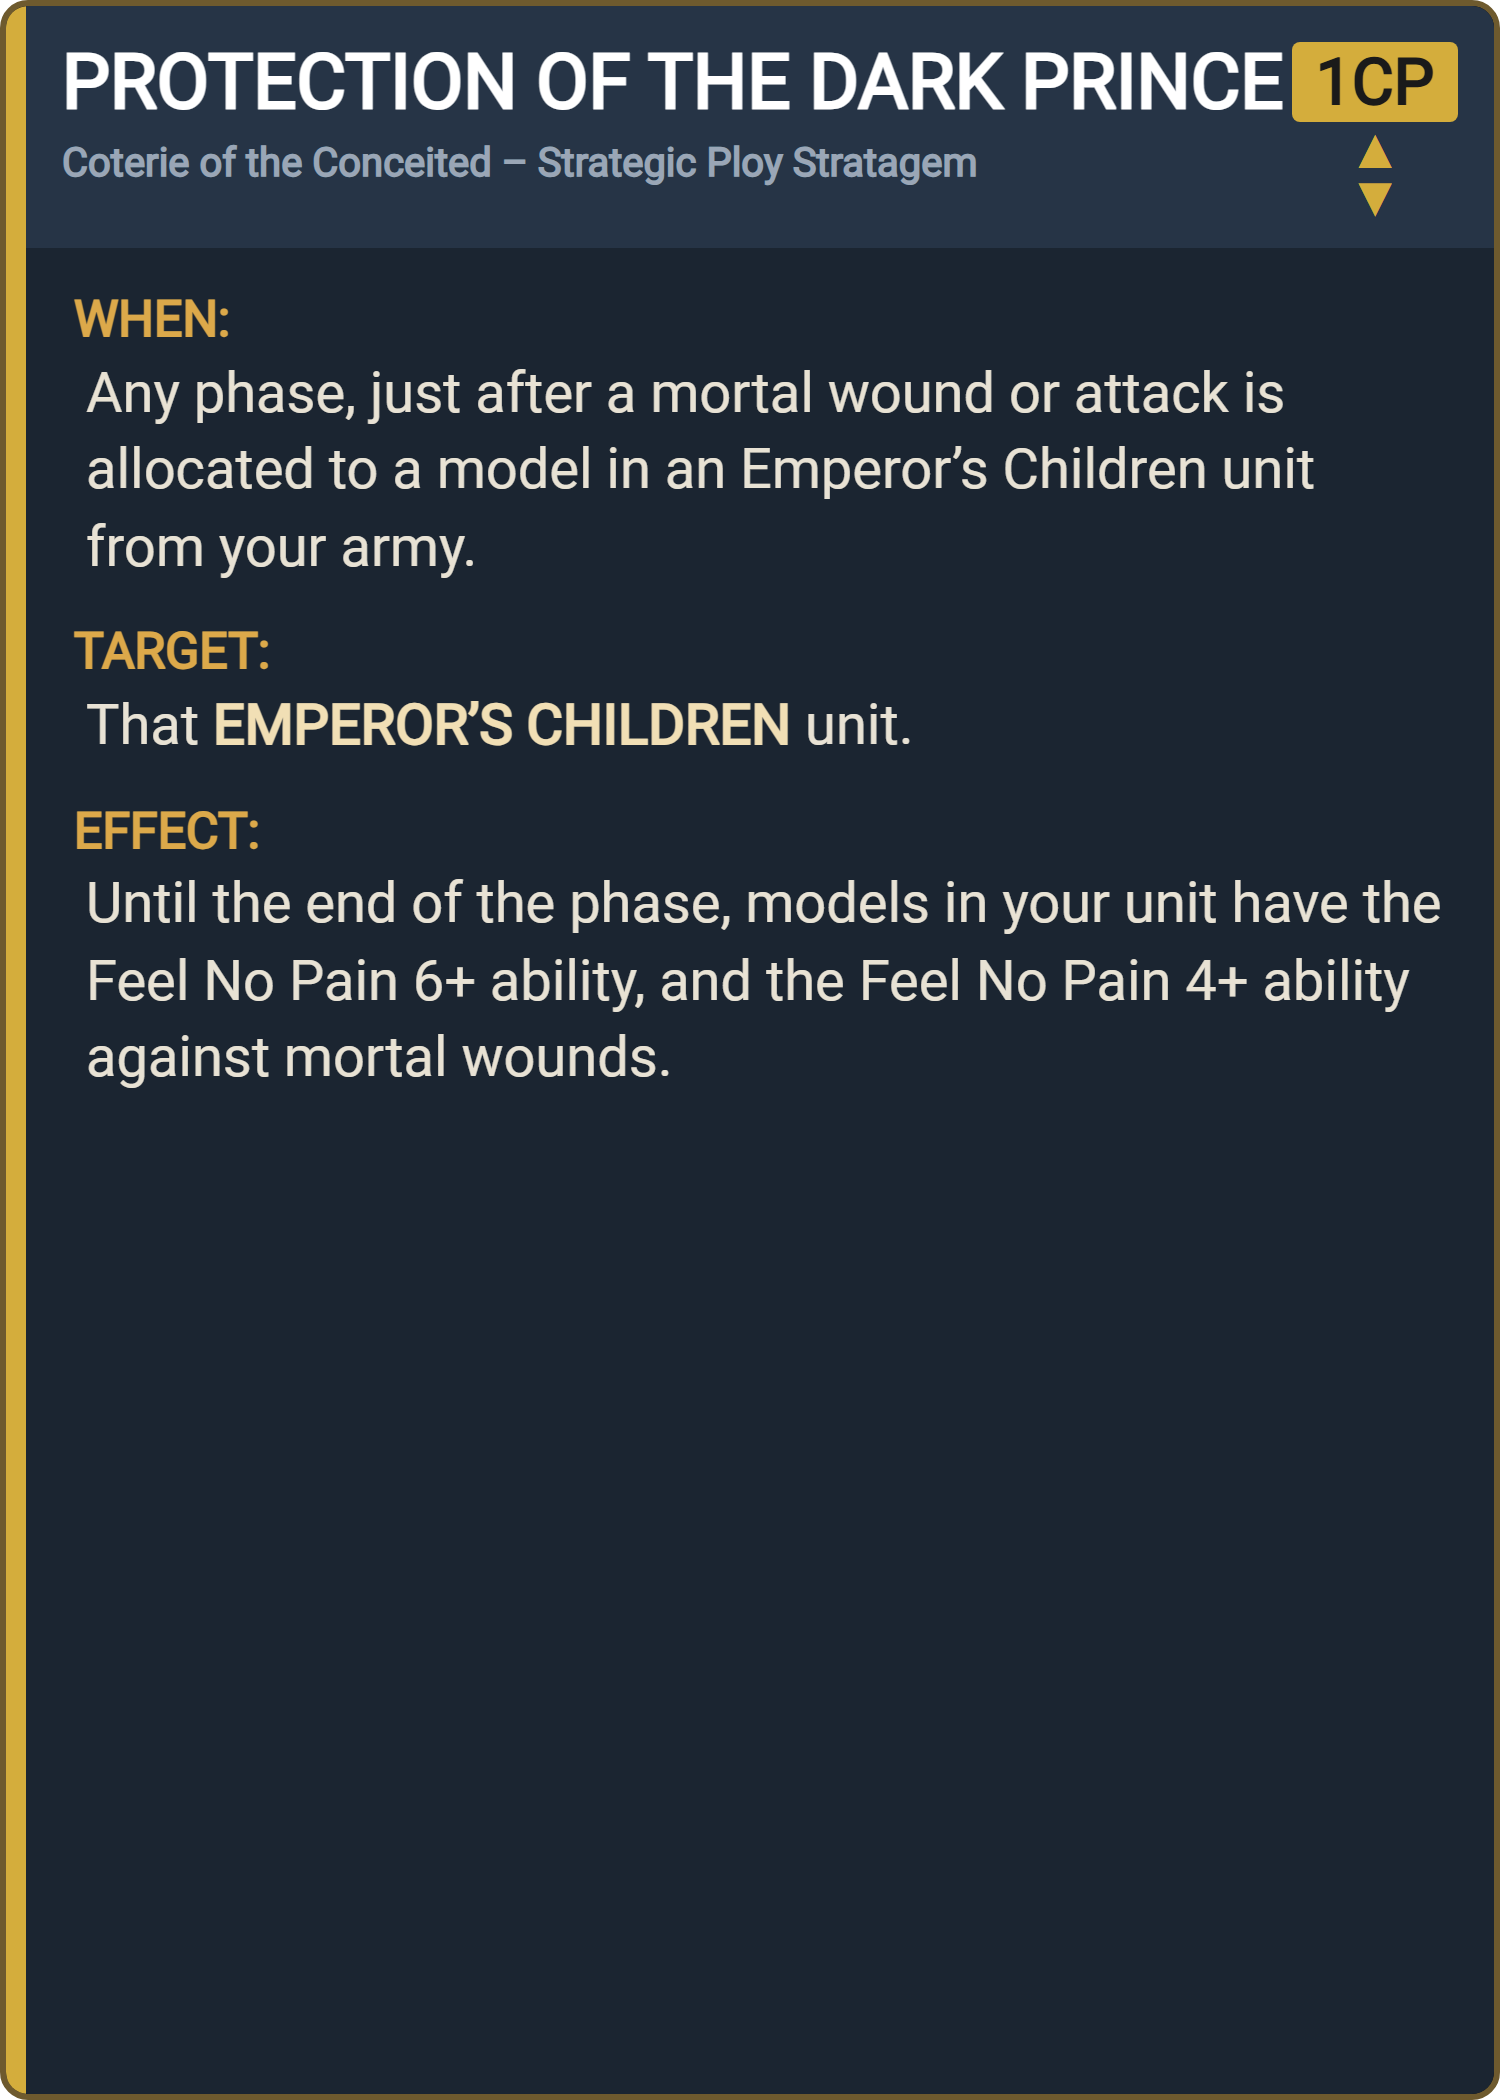 PROTECTION OF THE DARK PRINCE 1CP
Coterie of the Conceited – Strategic Ploy Stratagem
▲
▼
WHEN:
Any phase, just after a mortal wound or attack is
allocated to a model in an Emperor’s Children unit
from your army.
TARGET:
That EMPEROR’S CHILDREN unit.
EFFECT:
Until the end of the phase, models in your unit have the
Feel No Pain 6+ ability, and the Feel No Pain 4+ ability
against mortal wounds.